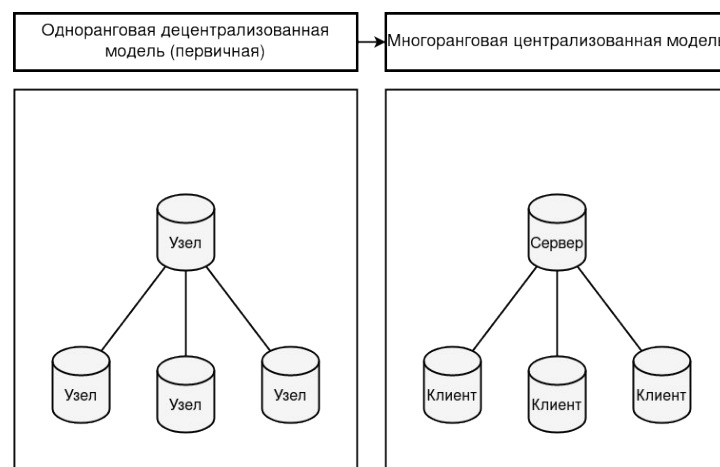 Одноранговая децентрализованная
модель (первичная)
Многоранговая централизованная модель
Узел
Узел
Узел
Узел
Сервер
Клиент
Клиент
Клиент